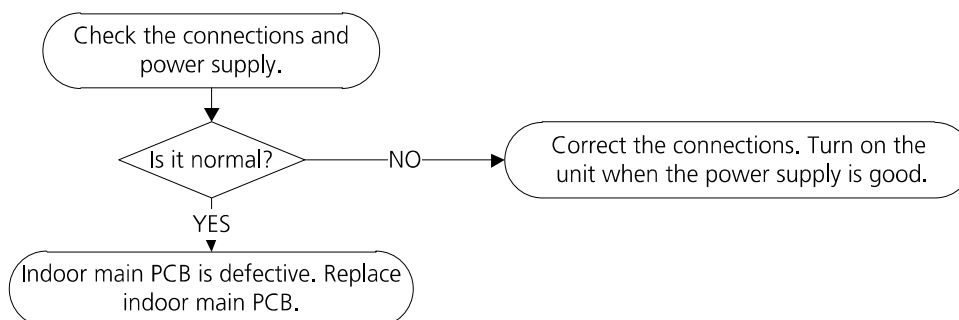 Check the connections and
power supply.
Is it normal?
NO
Correct the connections. Turn on the
unit when the power supply is good.
YES
Indoor main PCB is defective. Replace
indoor main PCB.